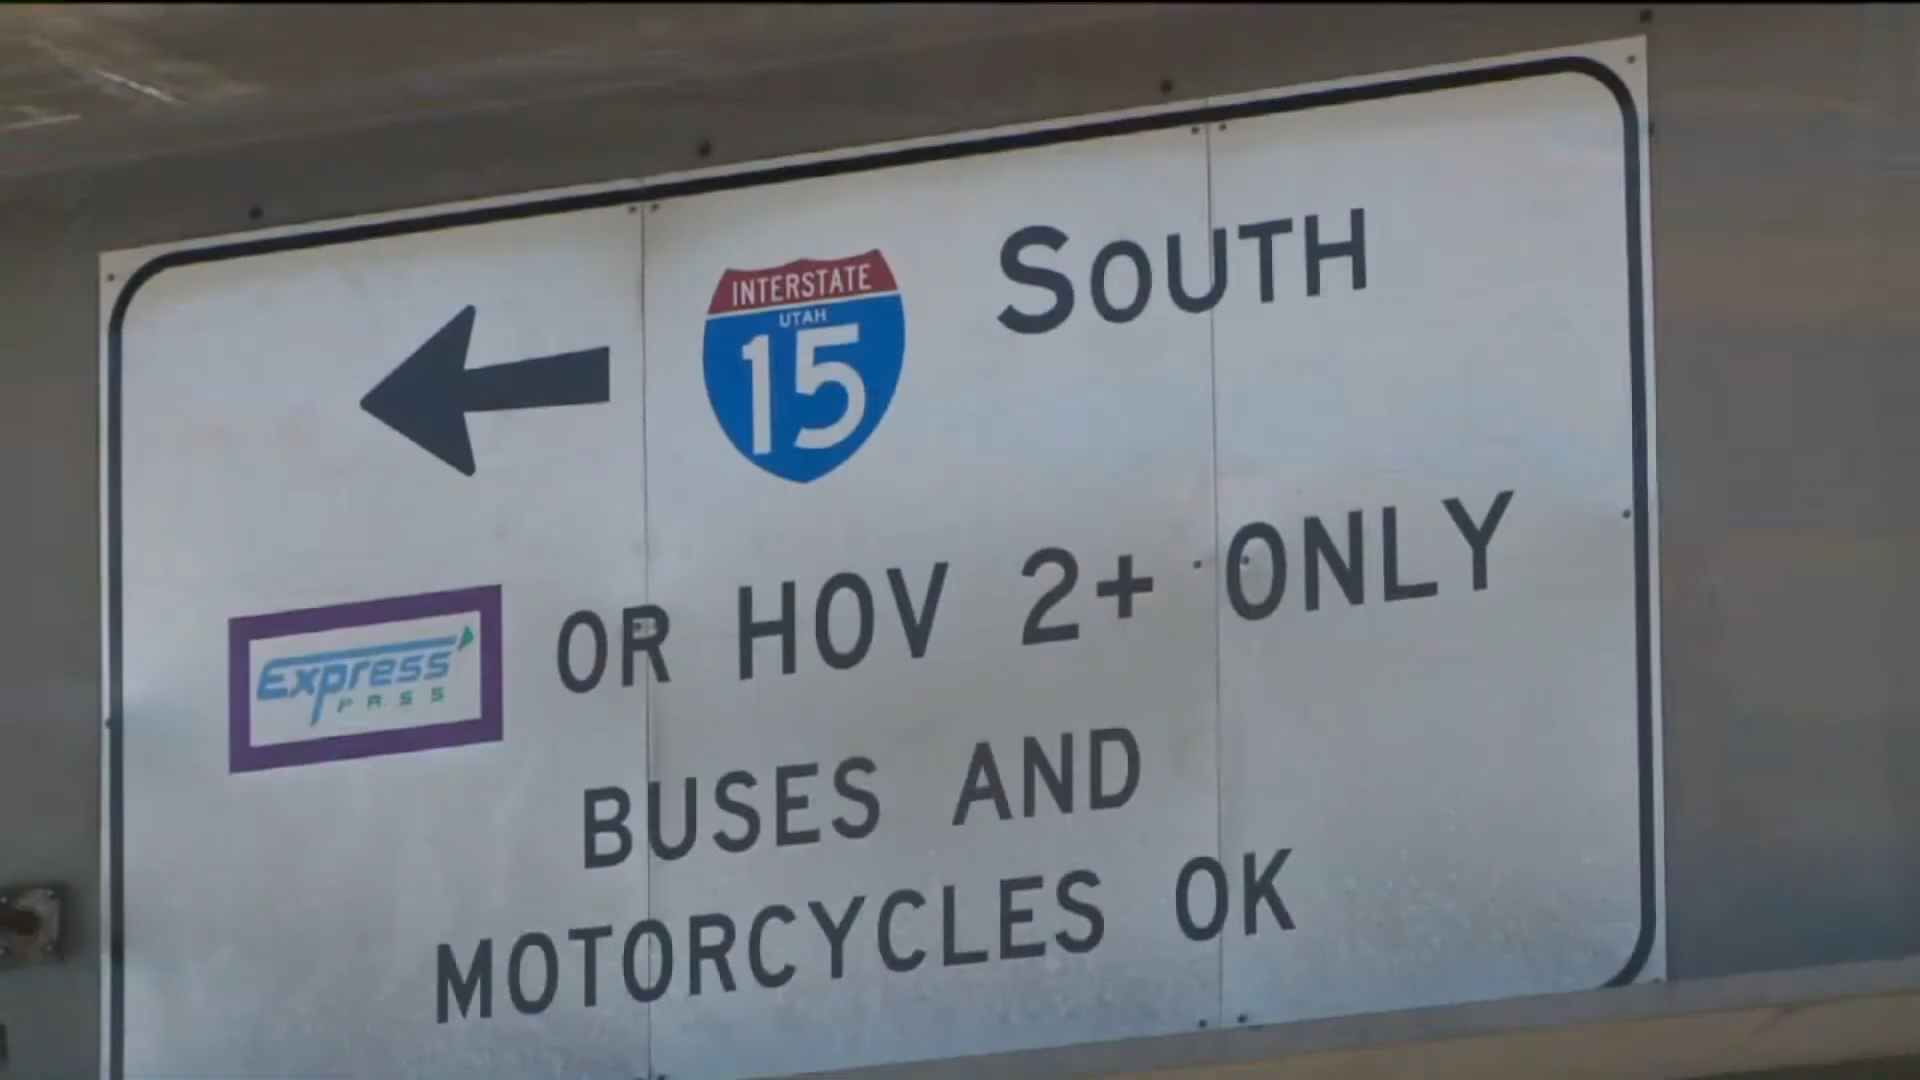 INTERSTATE
UTAH
15
SOUTH
Express
PASS
OR HOV 2+ ONLY
BUSES AND
MOTORCYCLES OK